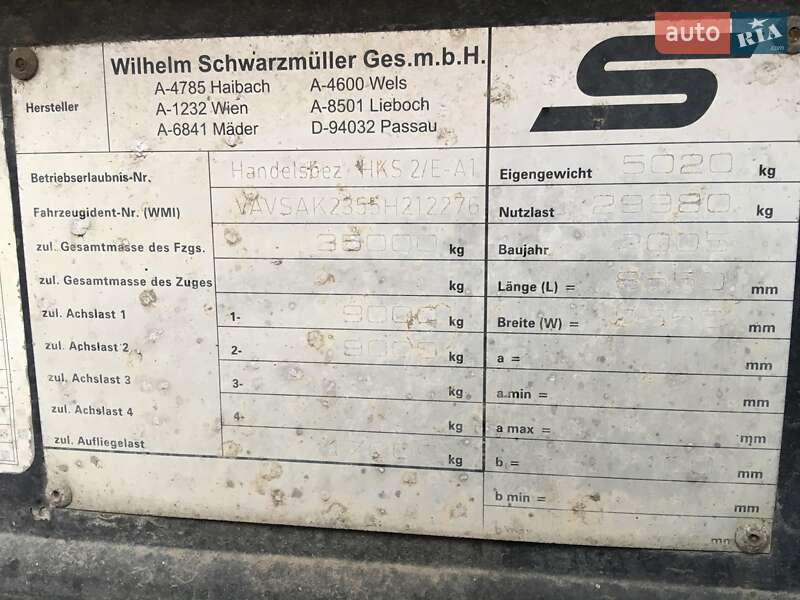 auto RIA .com
Wilhelm Schwarzmüller Ges.m.b.H.
A-4785 Haibach A-4600 Wels
Hersteller
A-1232 Wien A-8501 Lieboch
A-6841 Mäder D-94032 Passau
Betriebserlaubnis-Nr. Handelsbez HKS 2/E-A1
Fahrzeugident-Nr. (WMI) VAVSAK2355H212276
zul. Gesamtmasse des Fzgs. 35000 kg
zul. Gesamtmasse des Zuges kg
zul. Achslast 1 1- 9000 kg
zul. Achslast 2 2- 9005 kg
zul. Achslast 3 3- kg
zul. Achslast 4 4- kg
zul. Aufliegelast kg
Eigengewicht 5020 kg
Nutzlast 29980 kg
Baujahr 2005
Länge (L) = mm
Breite (W) = mm
a = mm
a min = mm
a max = mm
b = mm
b min = mm